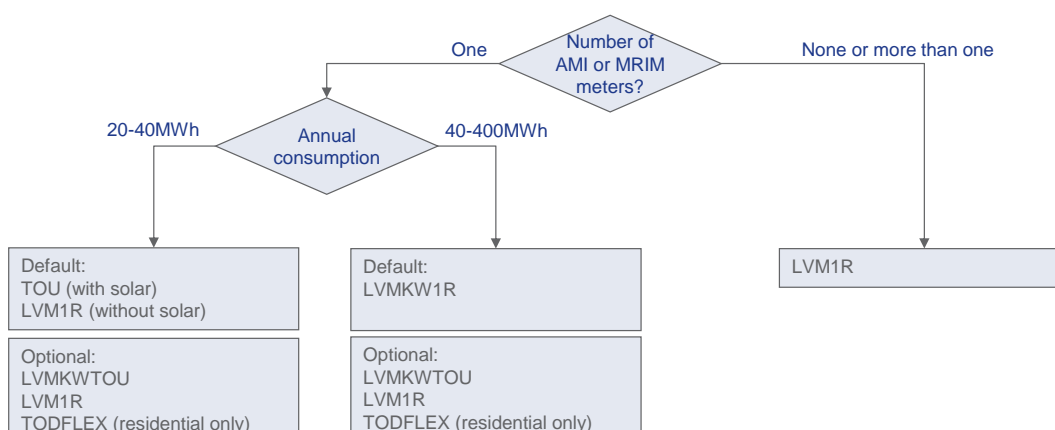 Number of
AMI or MRIM
meters?
One
None or more than one
Annual
consumption
20-40MWh
40-400MWh
Default:
TOU (with solar)
LVM1R (without solar)
Default:
LVMKW1R
LVM1R
Optional:
LVMKWTOU
LVM1R
TODFLEX (residential only)
Optional:
LVMKWTOU
LVM1R
TODFLEX (residential only)